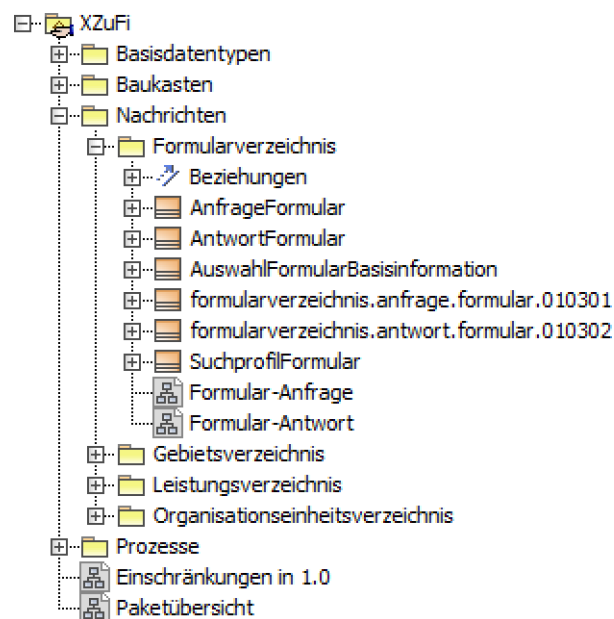 XZuFi
Basisdatentypen
Baukasten
Nachrichten
Formularverzeichnis
Beziehungen
AnfrageFormular
AntwortFormular
AuswahlFormularBasisinformation
formularverzeichnis.anfrage.formular.010301
formularverzeichnis.antwort.formular.010302
SuchprofilFormular
Formular-Anfrage
Formular-Antwort
Gebietsverzeichnis
Leistungsverzeichnis
Organisationseinheitsverzeichnis
Prozesse
Einschränkungen in 1.0
Paketübersicht